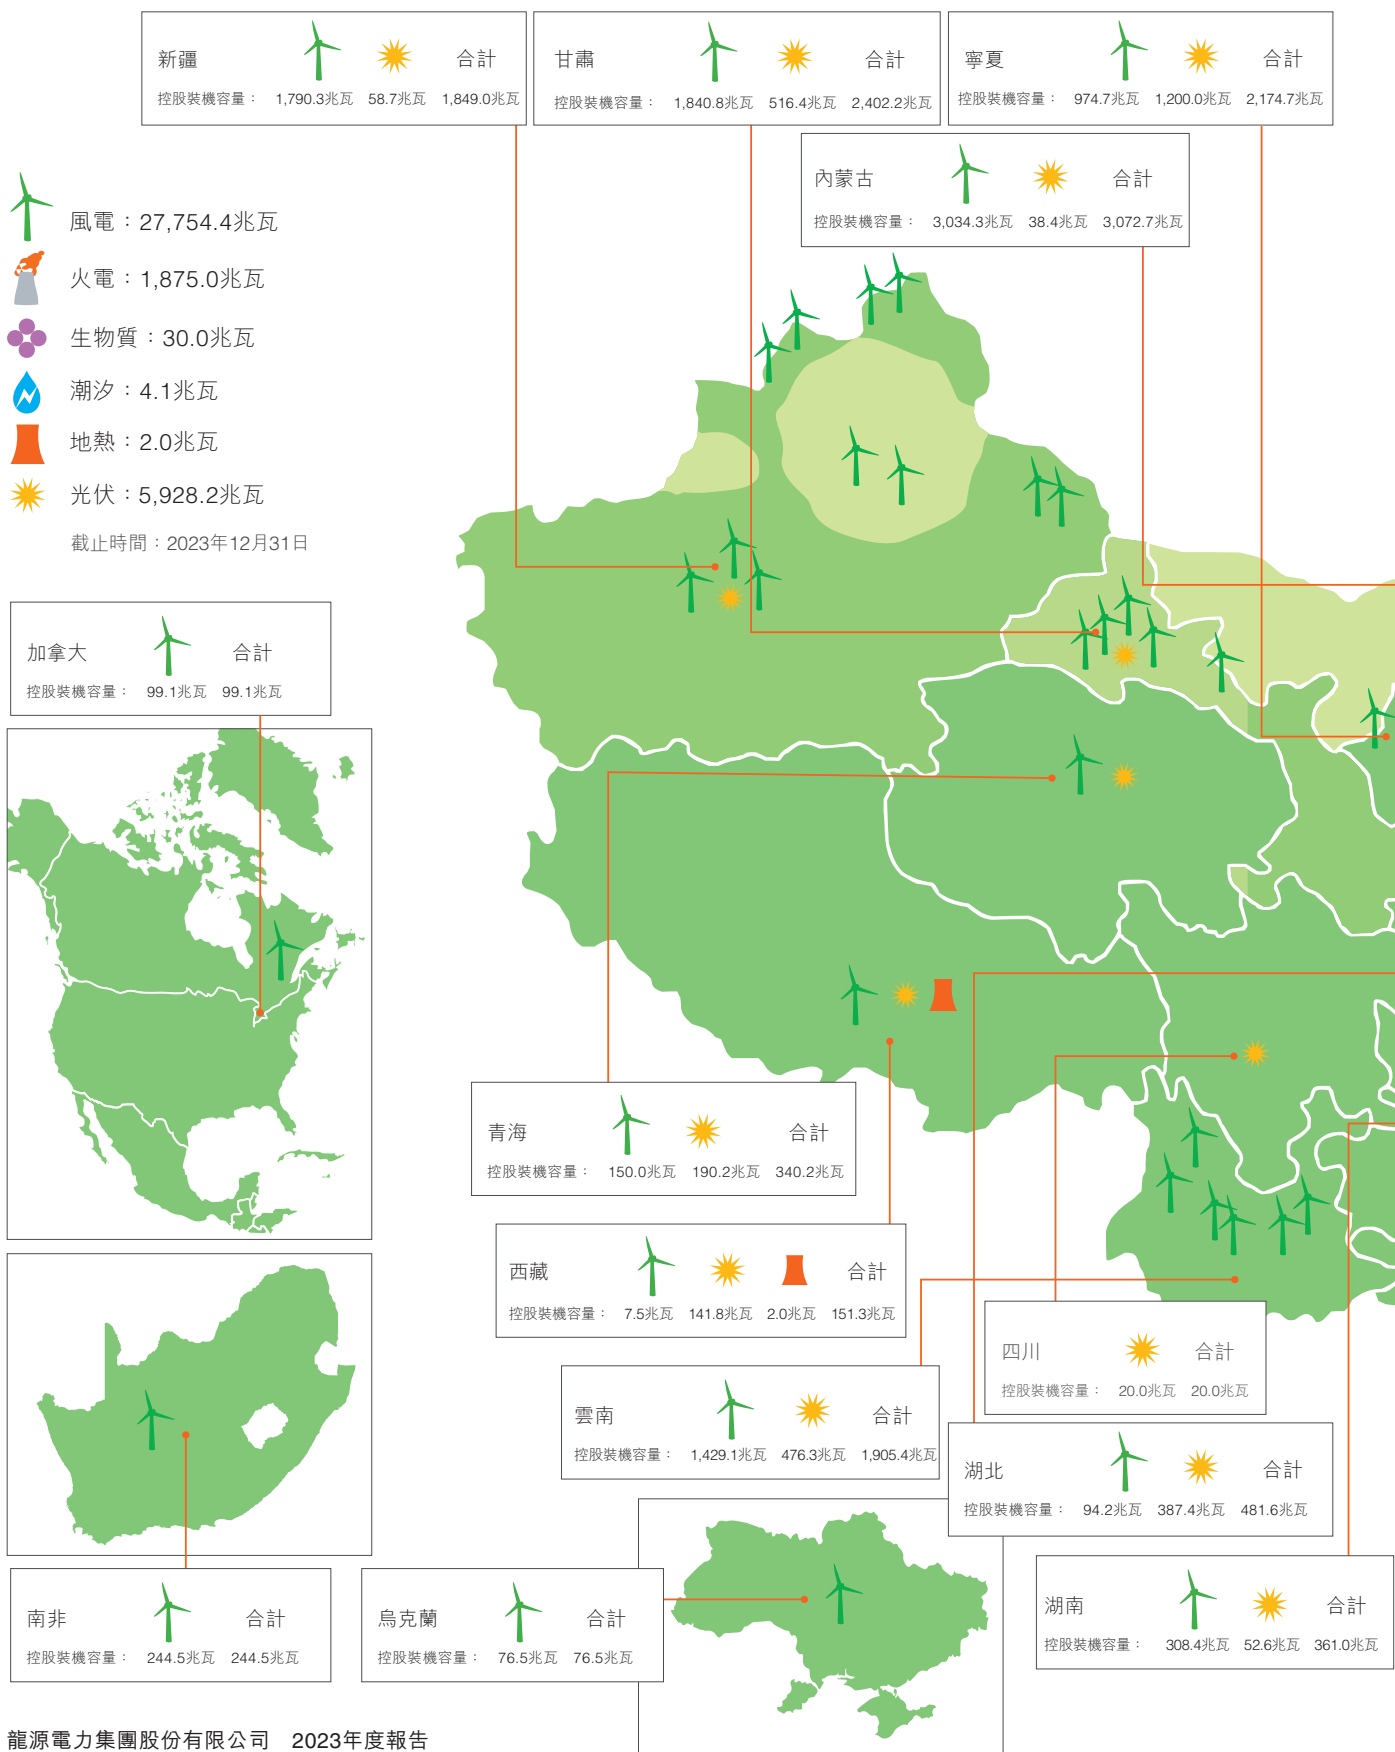 新疆 合計
控股裝機容量： 1,790.3兆瓦 58.7兆瓦 1,849.0兆瓦
甘肅 合計
控股裝機容量： 1,840.8兆瓦 516.4兆瓦 2,402.2兆瓦
寧夏 合計
控股裝機容量： 974.7兆瓦 1,200.0兆瓦 2,174.7兆瓦
內蒙古 合計
控股裝機容量： 3,034.3兆瓦 38.4兆瓦 3,072.7兆瓦
風電：27,754.4兆瓦
火電：1,875.0兆瓦
生物質：30.0兆瓦
潮汐：4.1兆瓦
地熱：2.0兆瓦
光伏：5,928.2兆瓦
截止時間：2023年12月31日
加拿大 合計
控股裝機容量： 99.1兆瓦 99.1兆瓦
青海 合計
控股裝機容量： 150.0兆瓦 190.2兆瓦 340.2兆瓦
西藏 合計
控股裝機容量： 7.5兆瓦 141.8兆瓦 2.0兆瓦 151.3兆瓦
四川 合計
控股裝機容量： 20.0兆瓦 20.0兆瓦
雲南 合計
控股裝機容量： 1,429.1兆瓦 476.3兆瓦 1,905.4兆瓦
湖北 合計
控股裝機容量： 94.2兆瓦 387.4兆瓦 481.6兆瓦
南非 合計
控股裝機容量： 244.5兆瓦 244.5兆瓦
烏克蘭 合計
控股裝機容量： 76.5兆瓦 76.5兆瓦
湖南 合計
控股裝機容量： 308.4兆瓦 52.6兆瓦 361.0兆瓦
龍源電力集團股份有限公司 2023年度報告